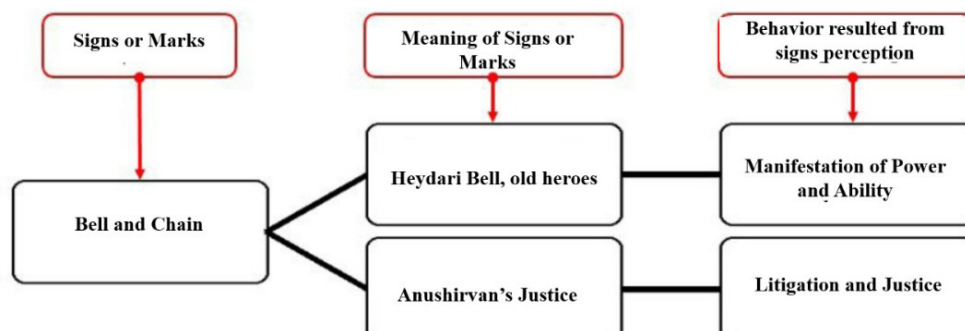 Signs or Marks
Meaning of Signs or
Marks
Behavior resulted from
signs perception
Bell and Chain
Heydari Bell, old heroes
Manifestation of Power
and Ability
Anushirvan's Justice
Litigation and Justice